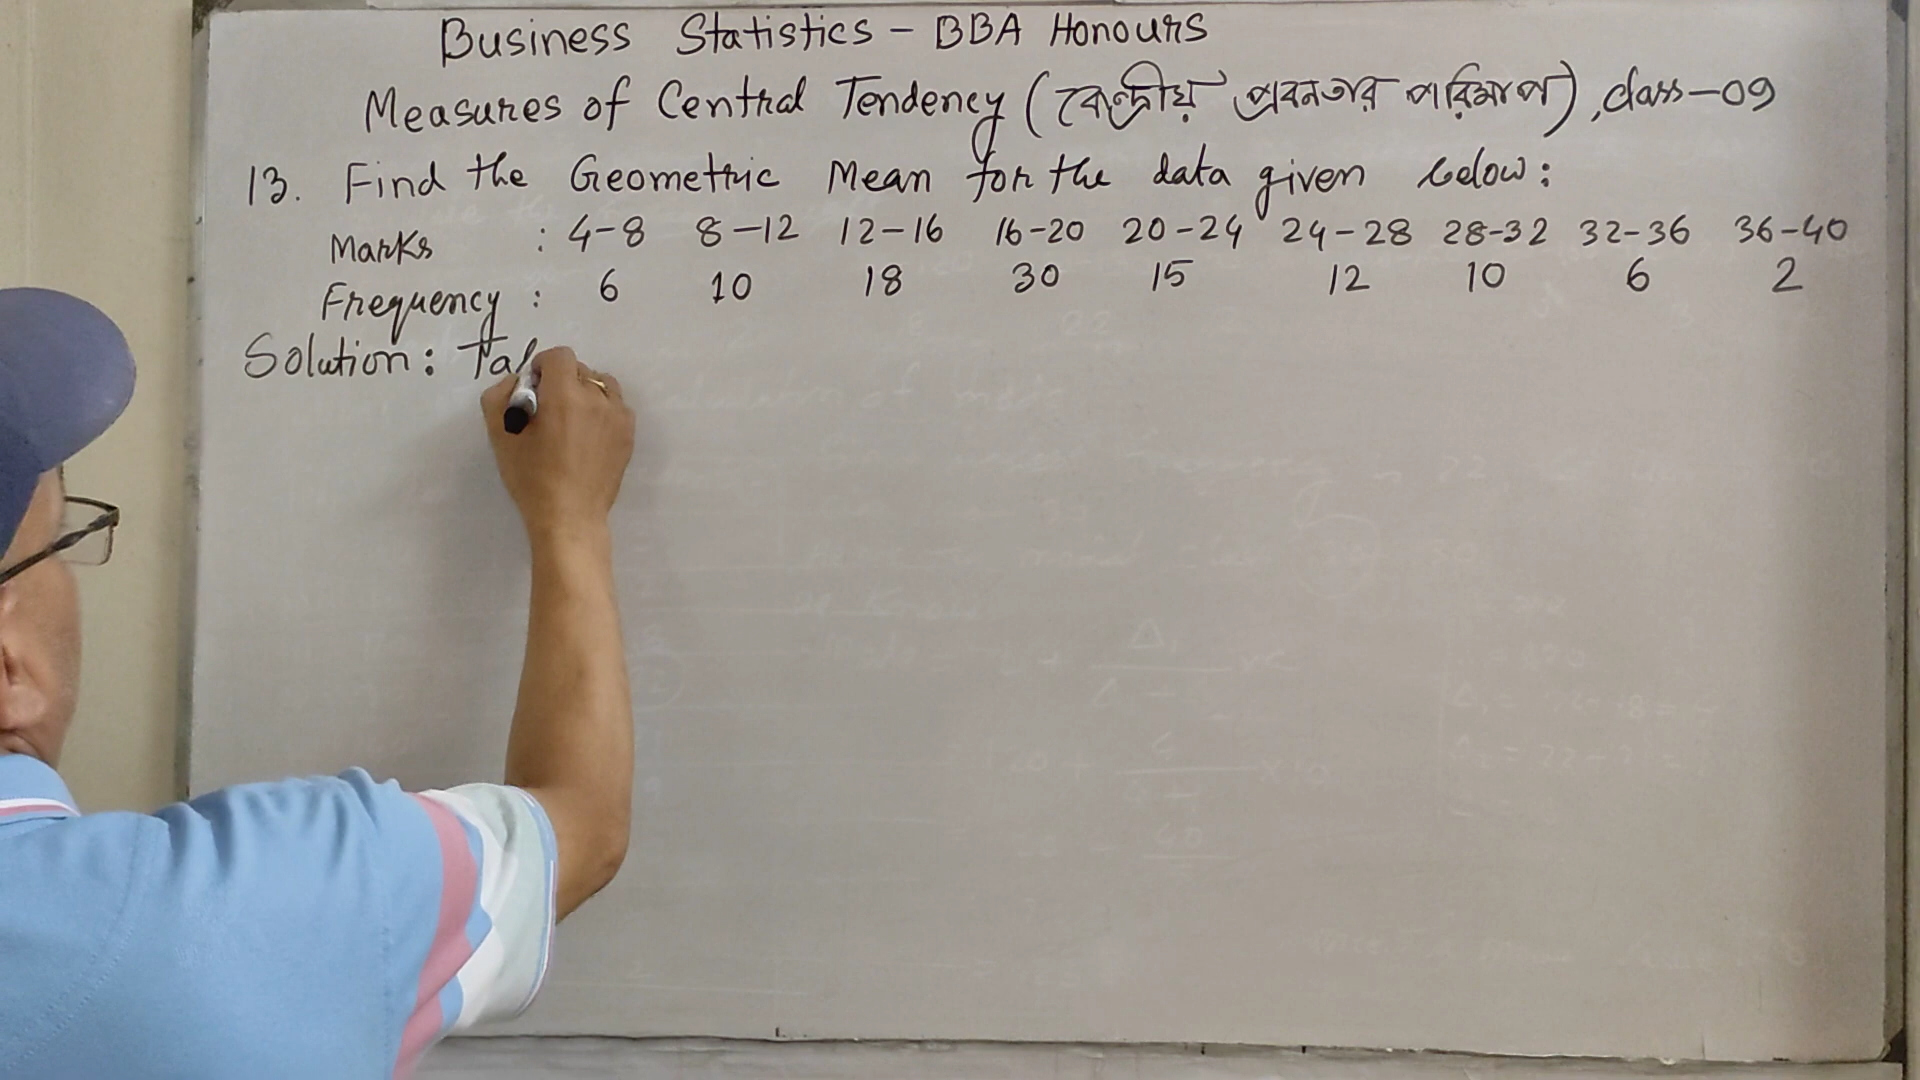 Business Statistics - BBA Honours
Measures of Central Tendency (কেন্দ্রীয় প্রবনতার পরিমাপ), class-09
13. Find the Geometric Mean for the data given below:
Marks : 4-8 8-12 12-16 16-20 20-24 24-28 28-32 32-36 36-40
Frequency : 6 10 18 30 15 12 10 6 2
Solution: Tab